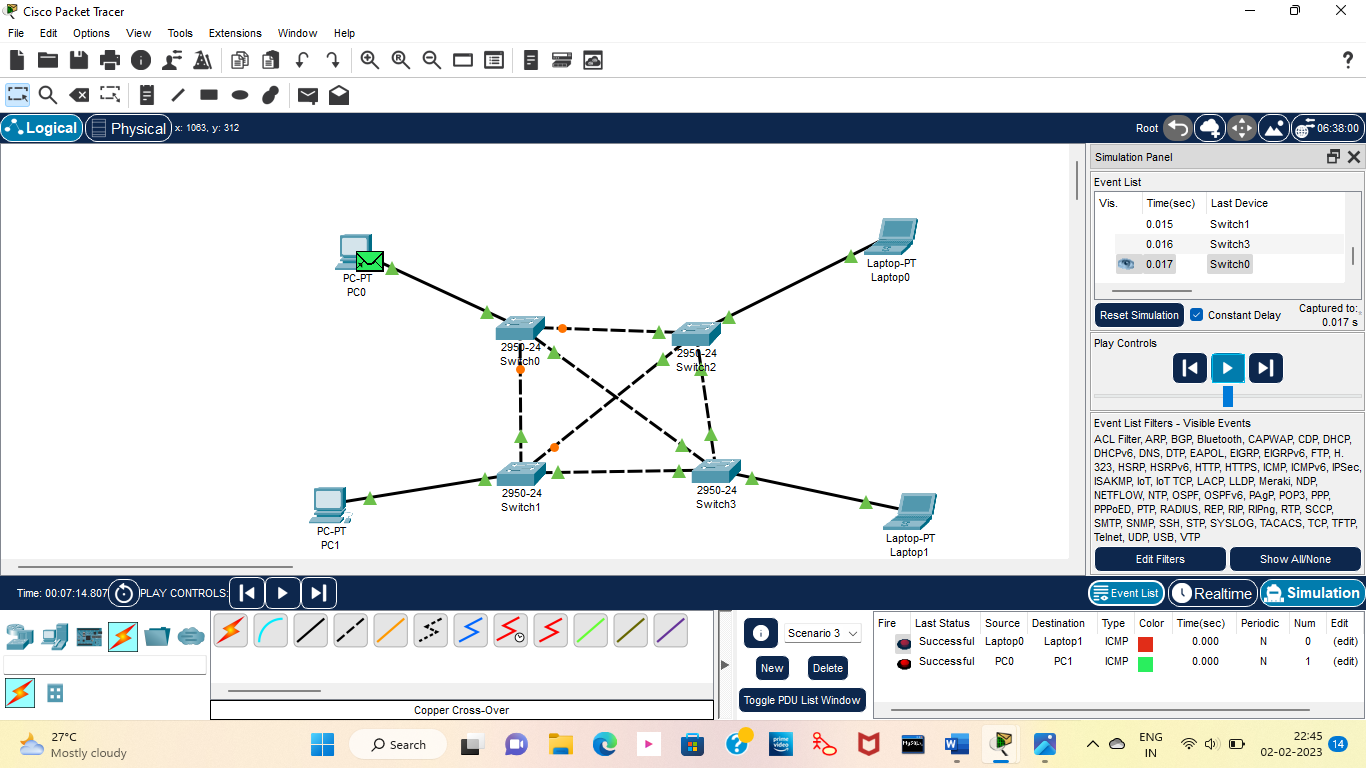 Cisco Packet Tracer
File Edit Options View Tools Extensions Window Help
?
Logical Physical x: 1063, y: 312 Root 06:38:00
Simulation Panel
Event List
Vis. Time(sec) Last Device
0.015 Switch1
0.016 Switch3
0.017 Switch0
Reset Simulation Constant Delay Captured to:
0.017 s
Play Controls
Event List Filters - Visible Events
ACL Filter, ARP, BGP, Bluetooth, CAPWAP, CDP, DHCP,
DHCPv6, DNS, DTP, EAPOL, EIGRP, EIGRPv6, FTP, H.
323, HSRP, HSRPv6, HTTP, HTTPS, ICMP, ICMPv6, IPSec,
ISAKMP, IoT, IoT TCP, LACP, LLDP, Meraki, NDP,
NETFLOW, NTP, OSPF, OSPFv6, PAgP, POP3, PPP,
PPPoED, PTP, RADIUS, REP, RIP, RIPng, RTP, SCCP,
SMTP, SNMP, SSH, STP, SYSLOG, TACACS, TCP, TFTP,
Telnet, UDP, USB, VTP
Edit Filters Show All/None
PC-PT
PC0
Laptop-PT
Laptop0
2950-24
Switch0
2950-24
Switch2
2950-24
Switch1
2950-24
Switch3
PC-PT
PC1
Laptop-PT
Laptop1
Time: 00:07:14.807 PLAY CONTROLS: Event List Realtime Simulation
Scenario 3
New Delete
Toggle PDU List Window
Fire Last Status Source Destination Type Color Time(sec) Periodic Num Edit
Successful Laptop0 Laptop1 ICMP 0.000 N 0 (edit)
Successful PC0 PC1 ICMP 0.000 N 1 (edit)
Copper Cross-Over
27°C
Mostly cloudy
Search
prime video
MySQL
ENG
IN
22:45
02-02-2023
14